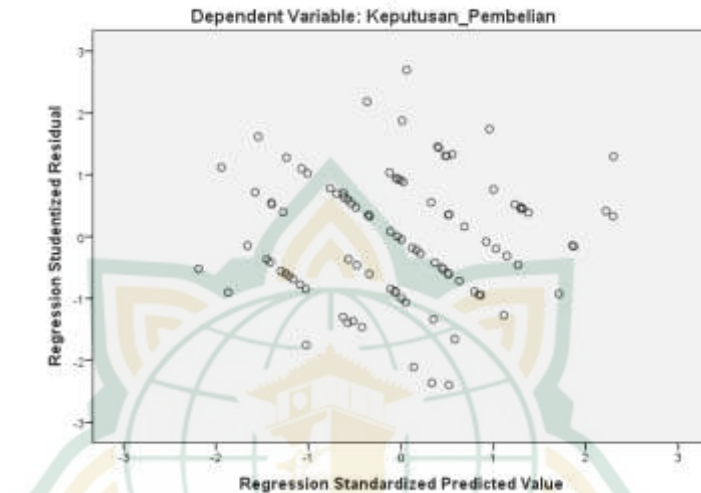 Dependent Variable: Keputusan_Pembelian
Regression Studentized Residual
3
2
1
0
-1
-2
-3
-3 -2 -1 0 1 2 3
Regression Standardized Predicted Value